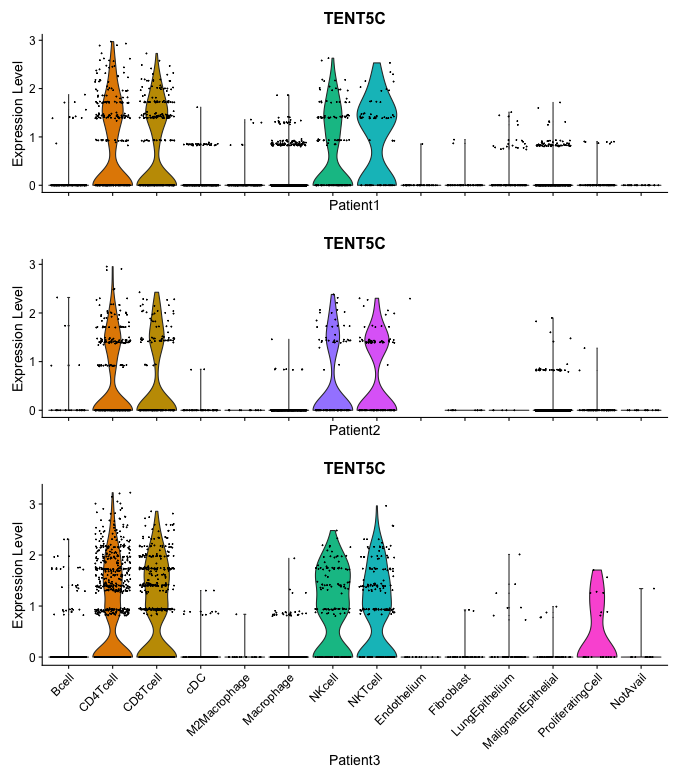 TENT5C
Expression Level
3
2
1
0
Patient1
TENT5C
Expression Level
3
2
1
0
Patient2
TENT5C
Expression Level
3
2
1
0
Bcell
CD4Tcell
CD8Tcell
cDC
M2Macrophage
Macrophage
NKcell
NKTcell
Endothelium
Fibroblast
LungEpithelium
MalignantEpithelial
ProliferatingCell
NotAvail
Patient3